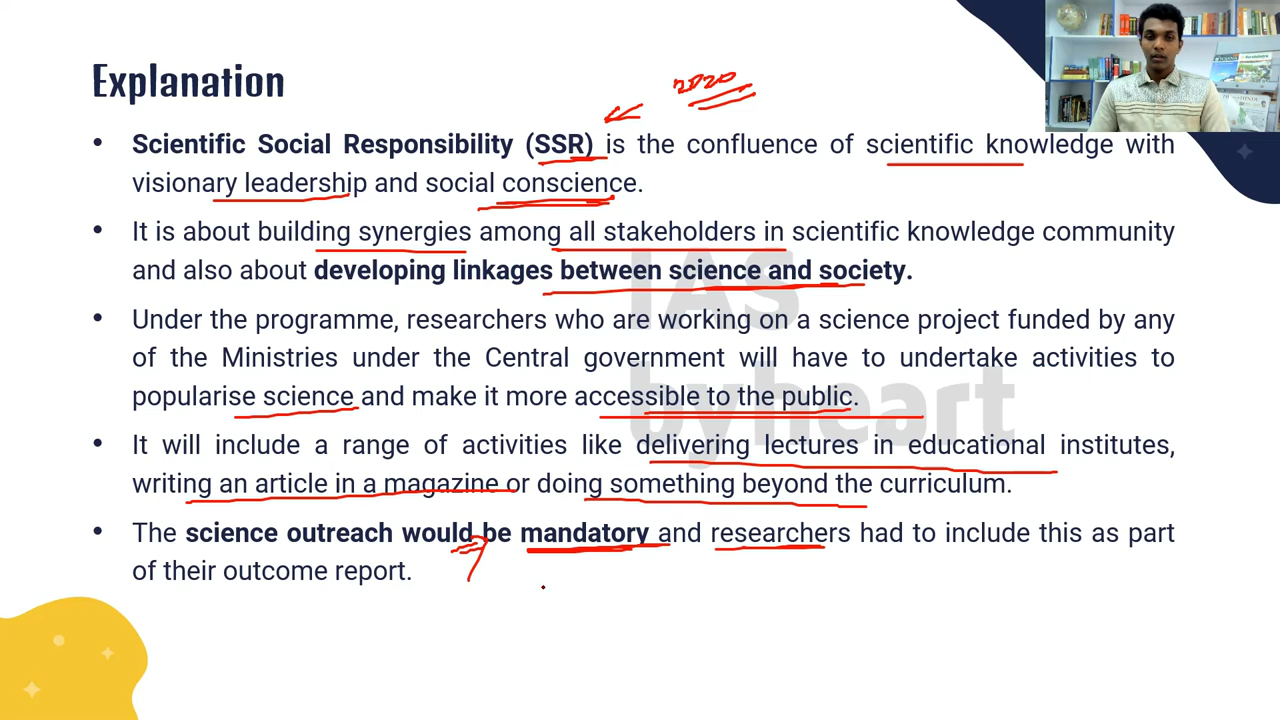 Explanation
2020
• Scientific Social Responsibility (SSR) is the confluence of scientific knowledge with
visionary leadership and social conscience.
• It is about building synergies among all stakeholders in scientific knowledge community
and also about developing linkages between science and society.
• Under the programme, researchers who are working on a science project funded by any
of the Ministries under the Central government will have to undertake activities to
popularise science and make it more accessible to the public.
• It will include a range of activities like delivering lectures in educational institutes,
writing an article in a magazine or doing something beyond the curriculum.
• The science outreach would be mandatory and researchers had to include this as part
of their outcome report.
IAS
byheart